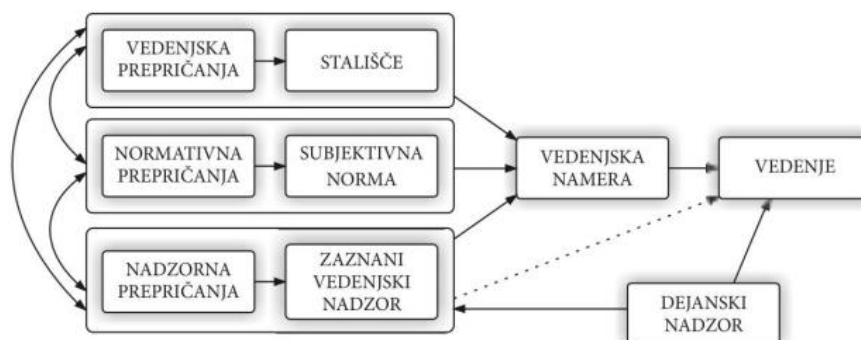 VEDENJSKA
PREPRIČANJA
STALIŠČE
NORMATIVNA
PREPRIČANJA
SUBJEKTIVNA
NORMA
VEDENJSKA
NAMERA
VEDENJE
NADZORNA
PREPRIČANJA
ZAZNANI
VEDENJSKI
NADZOR
DEJANSKI
NADZOR